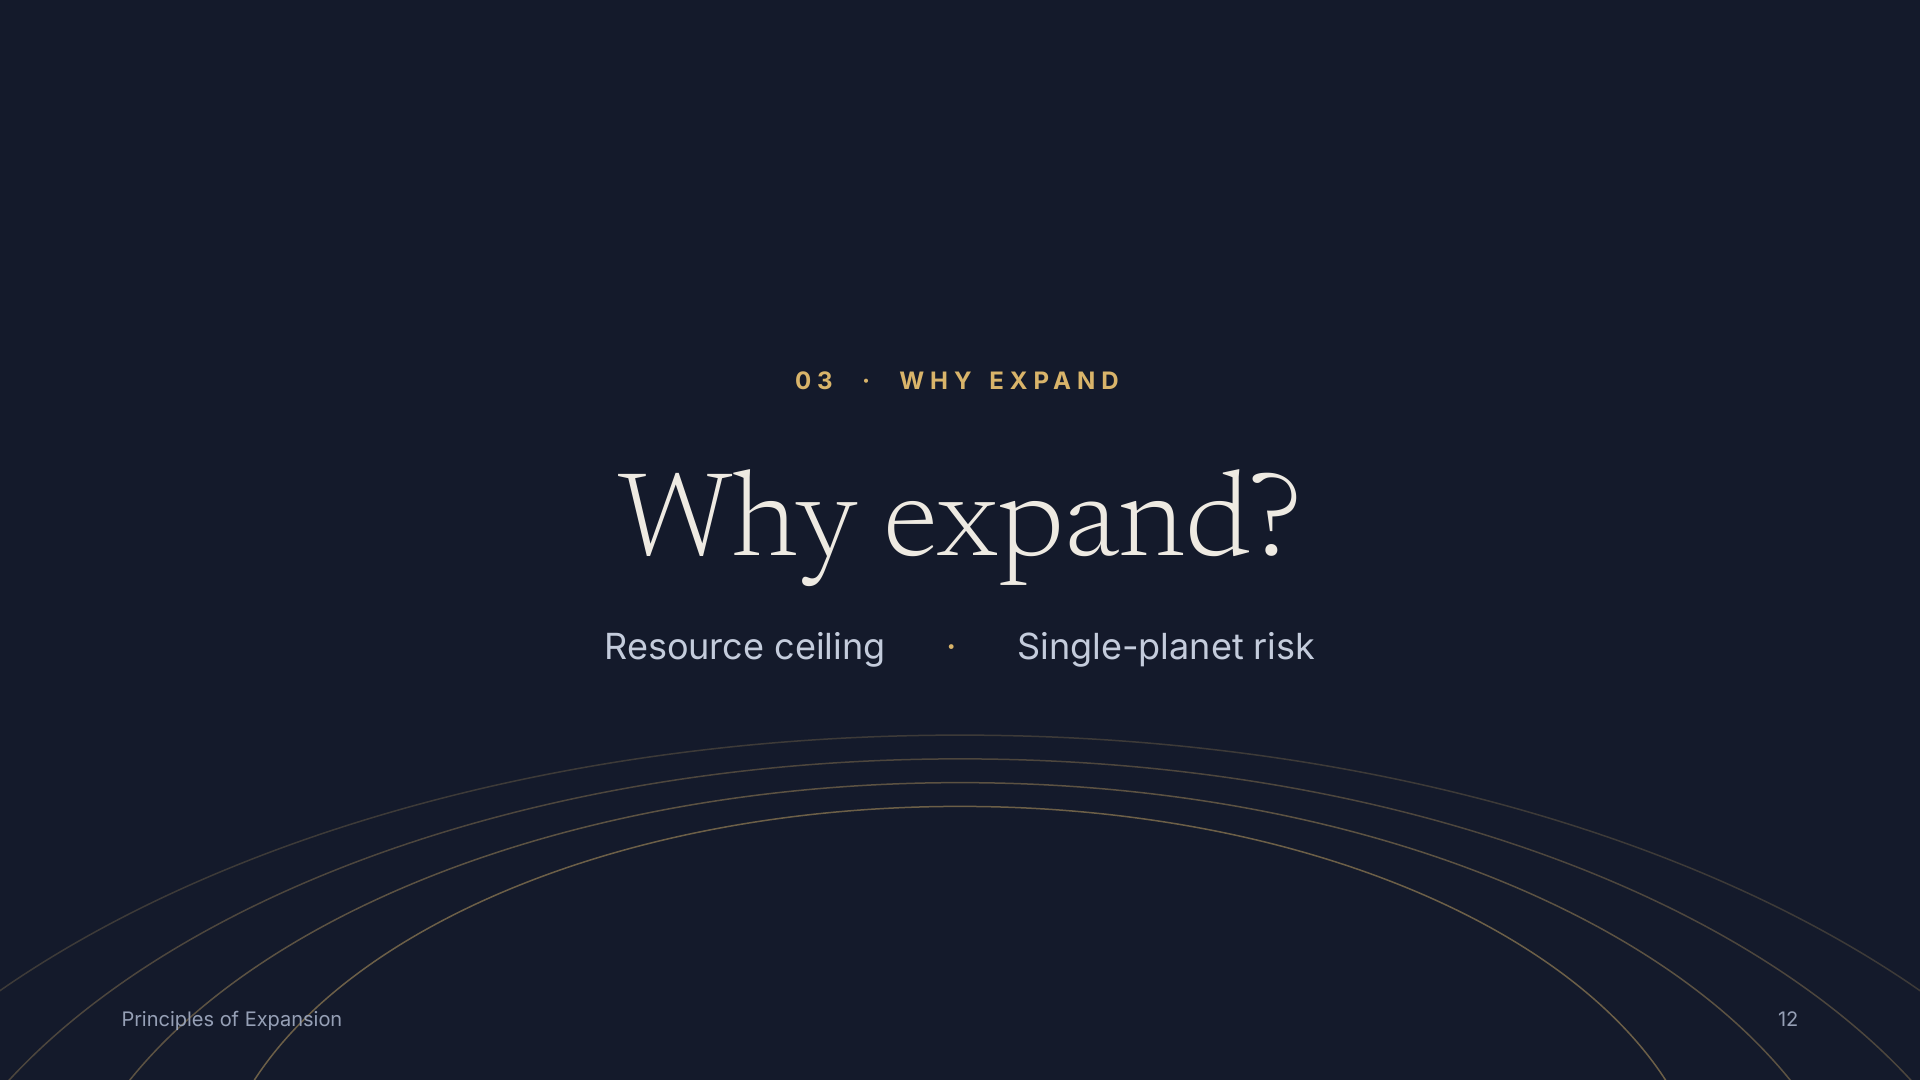 03 · WHY EXPAND
Why expand?
Resource ceiling · Single-planet risk
Principles of Expansion
12